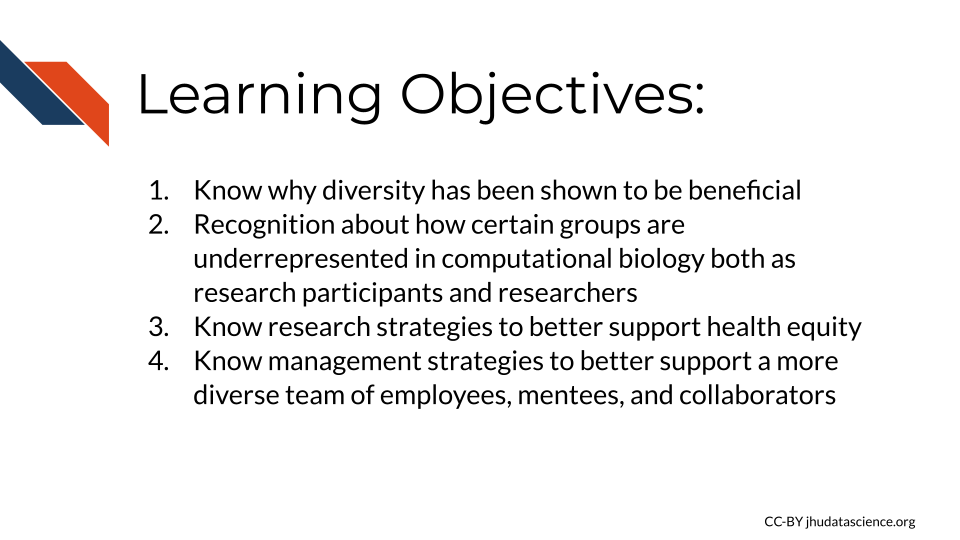 Learning Objectives:
1. Know why diversity has been shown to be beneficial
2. Recognition about how certain groups are
underrepresented in computational biology both as
research participants and researchers
3. Know research strategies to better support health equity
4. Know management strategies to better support a more
diverse team of employees, mentees, and collaborators
CC-BY jhudatascience.org